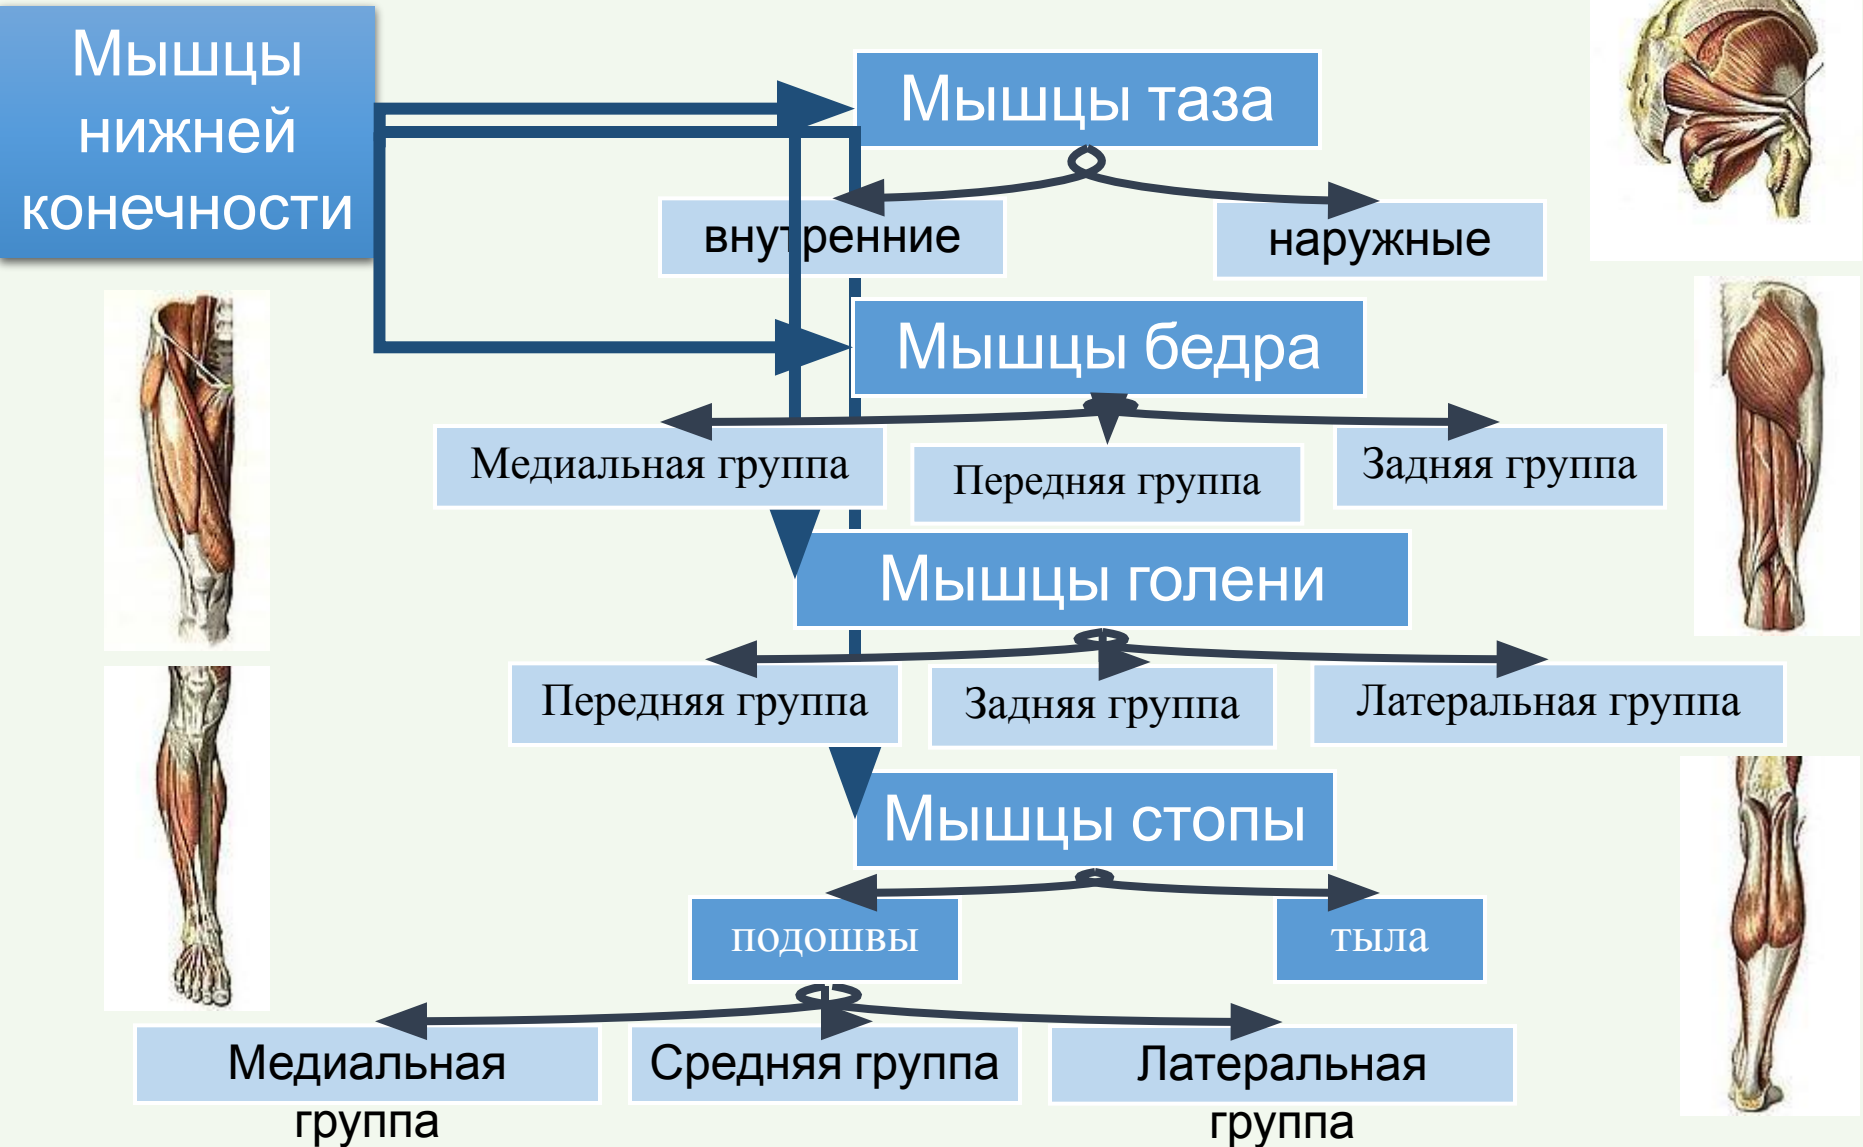 Мышцы
нижней
конечности
Мышцы таза
внутренние
наружные
Мышцы бедра
Медиальная группа
Передняя группа
Задняя группа
Мышцы голени
Передняя группа
Задняя группа
Латеральная группа
Мышцы стопы
подошвы
тыла
Медиальная
группа
Средняя группа
Латеральная
группа